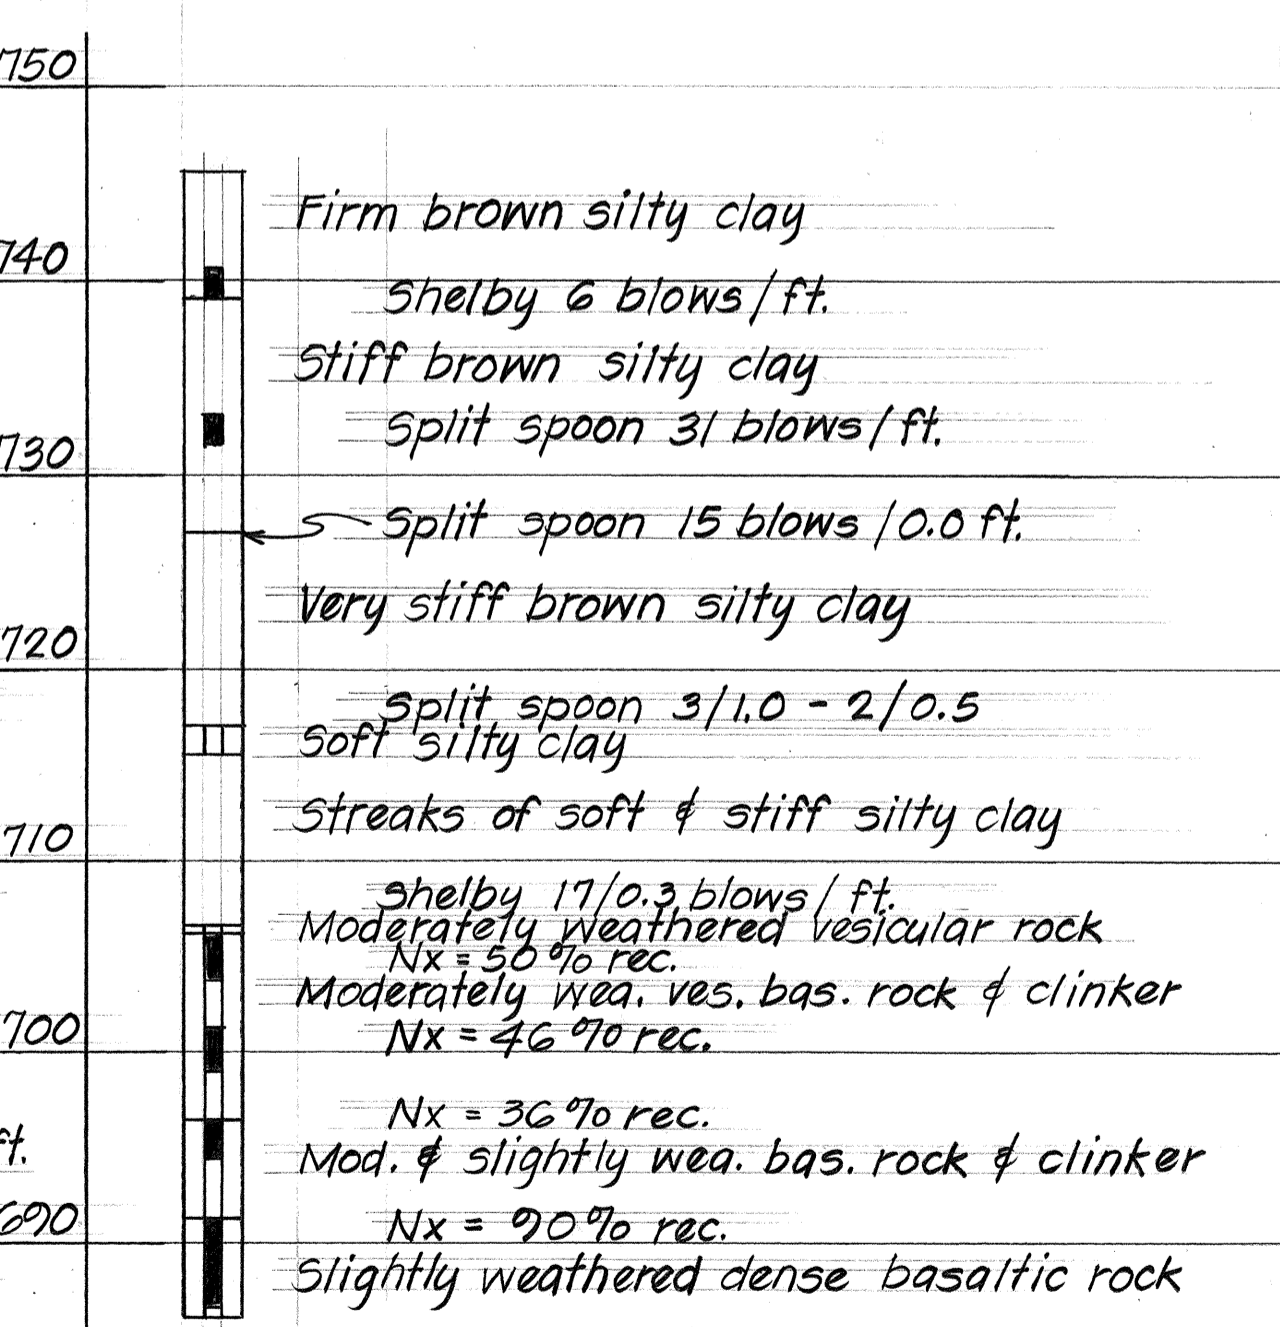 750
Firm brown silty clay
740
Shelby 6 blows/ft.
Stiff brown silty clay
Split spoon 31 blows/ft.
730
Split spoon 15 blows/0.0 ft.
Very stiff brown silty clay
720
Split spoon 3/1.0 - 2/0.5
Soft silty clay
Streaks of soft & stiff silty clay
710
Shelby 17/0.3 blows/ft.
Moderately weathered vesicular rock
Nx = 50% rec.
Moderately wea. ves. bas. rock & clinker
700
Nx = 46% rec.
Nx = 36% rec.
ft.
Mod. & slightly wea. bas. rock & clinker
690
Nx = 90% rec.
Slightly weathered dense basaltic rock